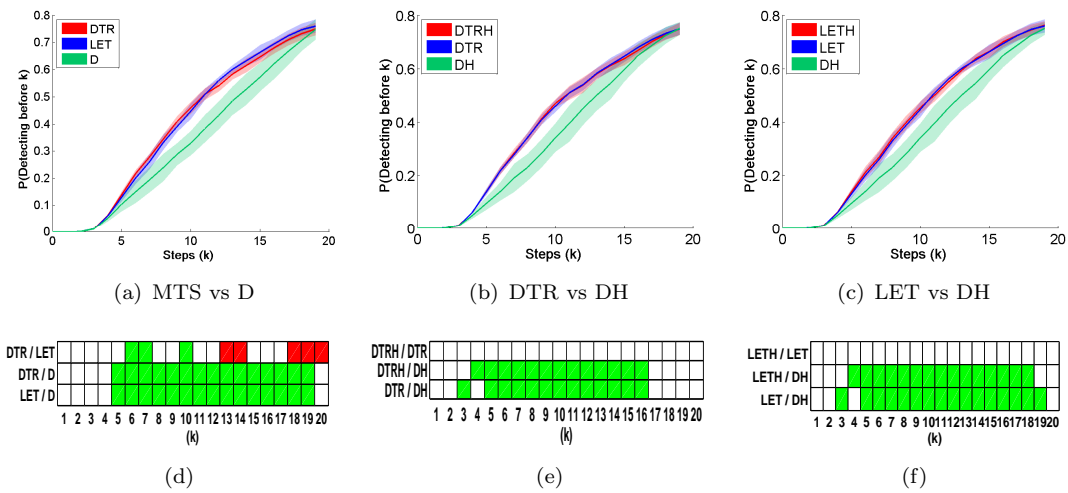 0.8
0.7
0.6
0.5
0.4
0.3
0.2
0.1
0
P(Detecting before k)
DTR
LET
D
0 5 10 15 20
Steps (k)
(a) MTS vs D
0.8
0.6
0.4
0.2
0
P(Detecting before k)
DTRH
DTR
DH
0 5 10 15 20
Steps (k)
(b) DTR vs DH
0.8
0.6
0.4
0.2
0
P(Detecting before k)
LETH
LET
DH
0 5 10 15 20
Steps (k)
(c) LET vs DH
DTR / LET
DTR / D
LET / D
1 2 3 4 5 6 7 8 9 10 11 12 13 14 15 16 17 18 19 20
(k)
(d)
DTRH / DTR
DTRH / DH
DTR / DH
1 2 3 4 5 6 7 8 9 10 11 12 13 14 15 16 17 18 19 20
(k)
(e)
LETH / LET
LETH / DH
LET / DH
1 2 3 4 5 6 7 8 9 10 11 12 13 14 15 16 17 18 19 20
(k)
(f)